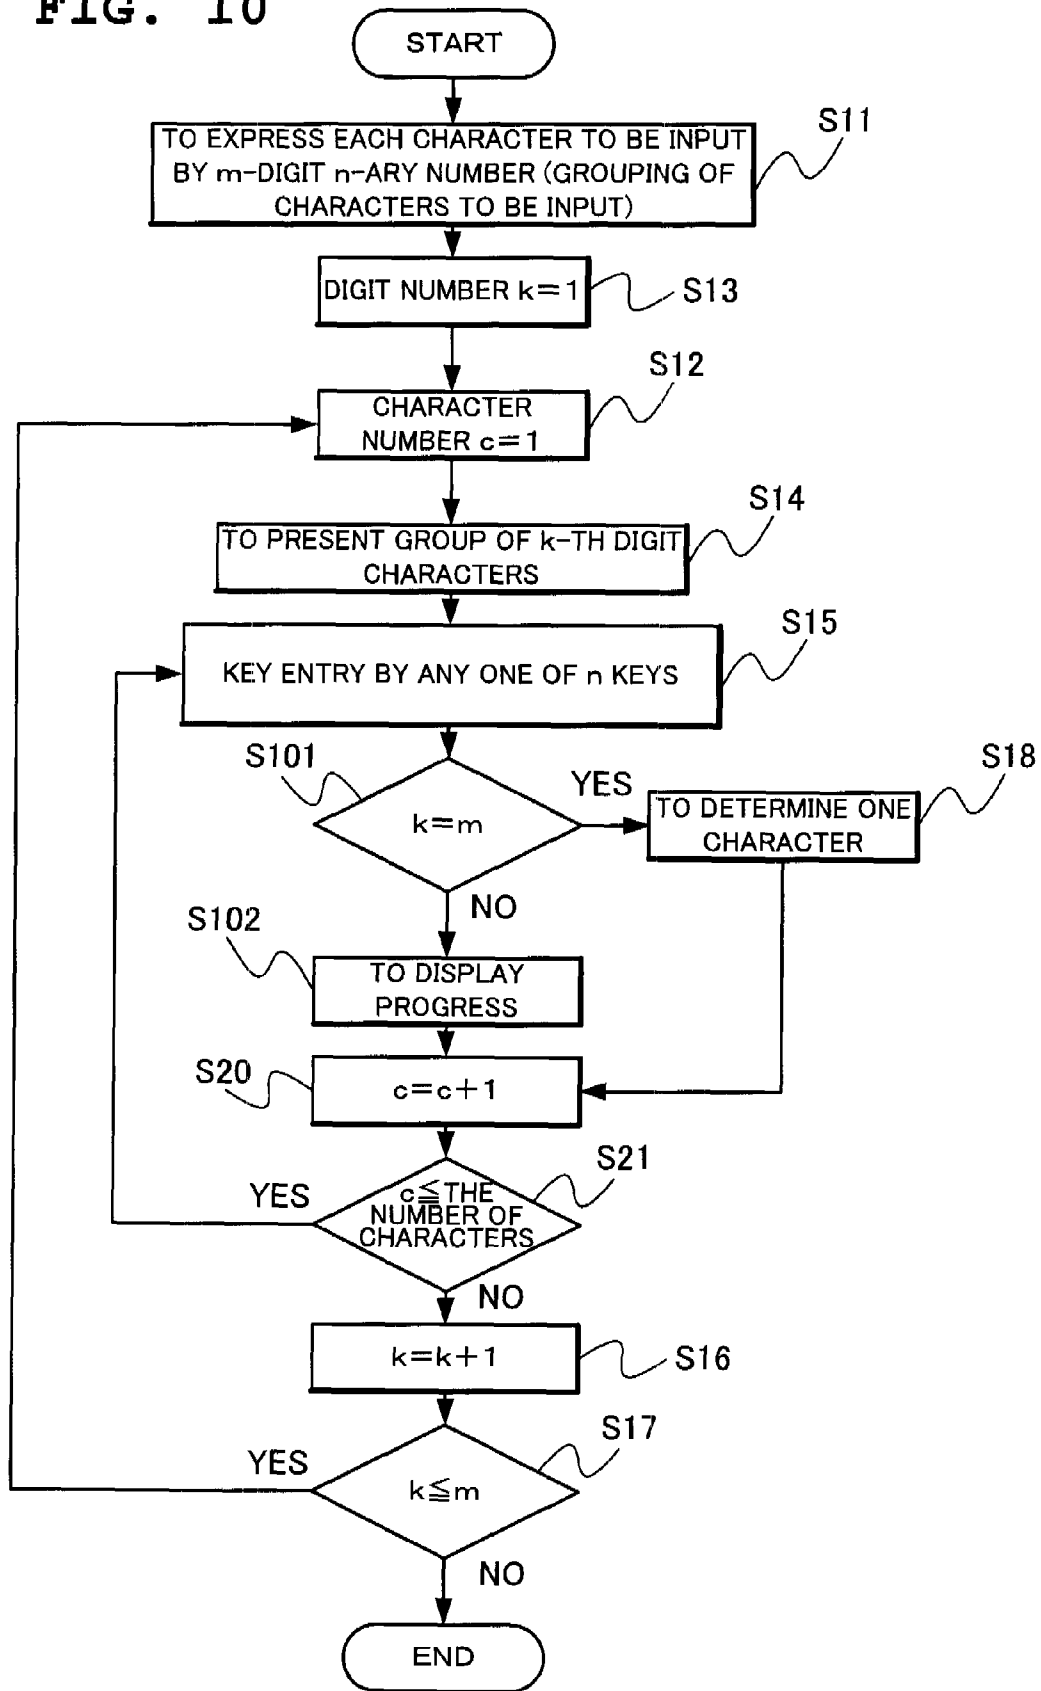 FIG. 10
START
TO EXPRESS EACH CHARACTER TO BE INPUT
BY m-DIGIT n-ARY NUMBER (GROUPING OF
CHARACTERS TO BE INPUT)
S11
DIGIT NUMBER k=1
S13
S12
CHARACTER
NUMBER c=1
S14
TO PRESENT GROUP OF k-TH DIGIT
CHARACTERS
S15
KEY ENTRY BY ANY ONE OF n KEYS
S101
k=m
YES
S18
TO DETERMINE ONE
CHARACTER
NO
S102
TO DISPLAY
PROGRESS
S20
c=c+1
S21
YES
c≦THE
NUMBER OF
CHARACTERS
NO
k=k+1
S16
S17
YES
k≦m
NO
END